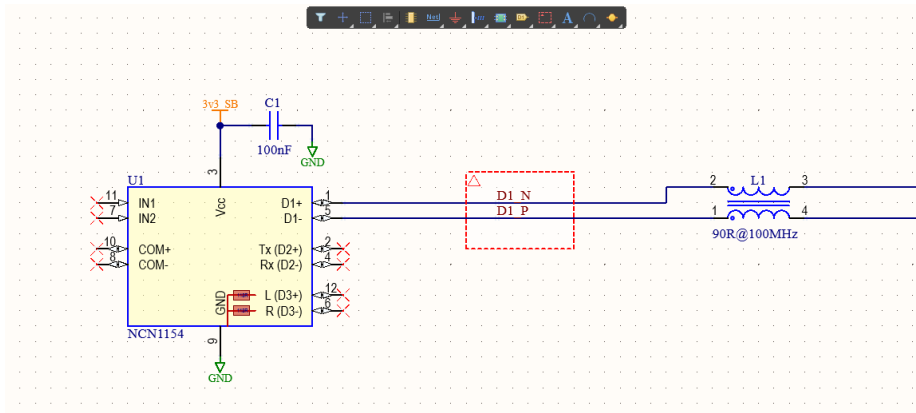 3v3_SB
C1
100nF
GND
U1
3
Vcc
11 IN1
7 IN2
10 COM+
8 COM-
D1+ 1
D1- 5
Tx (D2+) 2
Rx (D2-) 4
L (D3+) 12
R (D3-) 6
GND
9
NCN1154
GND
D1_N
D1_P
2 L1 3
1 4
90R@100MHz